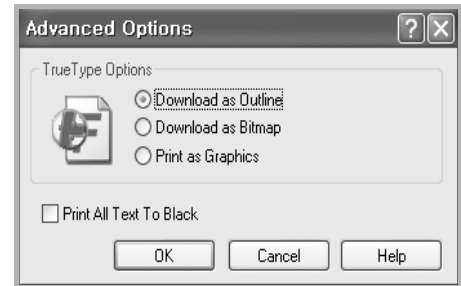 Advanced Options
TrueType Options
Download as Outline
Download as Bitmap
Print as Graphics
Print All Text To Black
OK Cancel Help